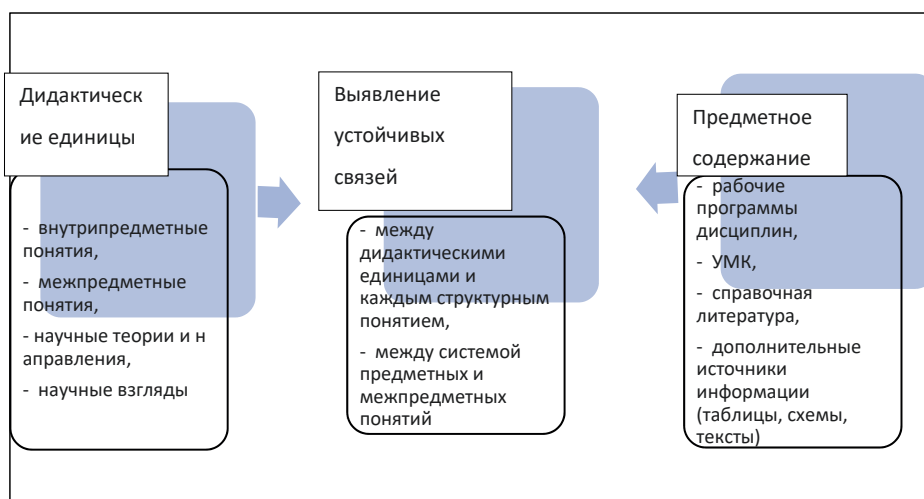 Дидактическ
ие единицы
- внутрипредметные
понятия,
- межпредметные
понятия,
- научные теории и н
аправления,
- научные взгляды
Выявление
устойчивых
связей
- между
дидактическими
единицами и
каждым структурным
понятием,
- между системой
предметных и
межпредметных
понятий
Предметное
содержание
- рабочие
программы
дисциплин,
- УМК,
- справочная
литература,
- дополнительные
источники
информации
(таблицы, схемы,
тексты)